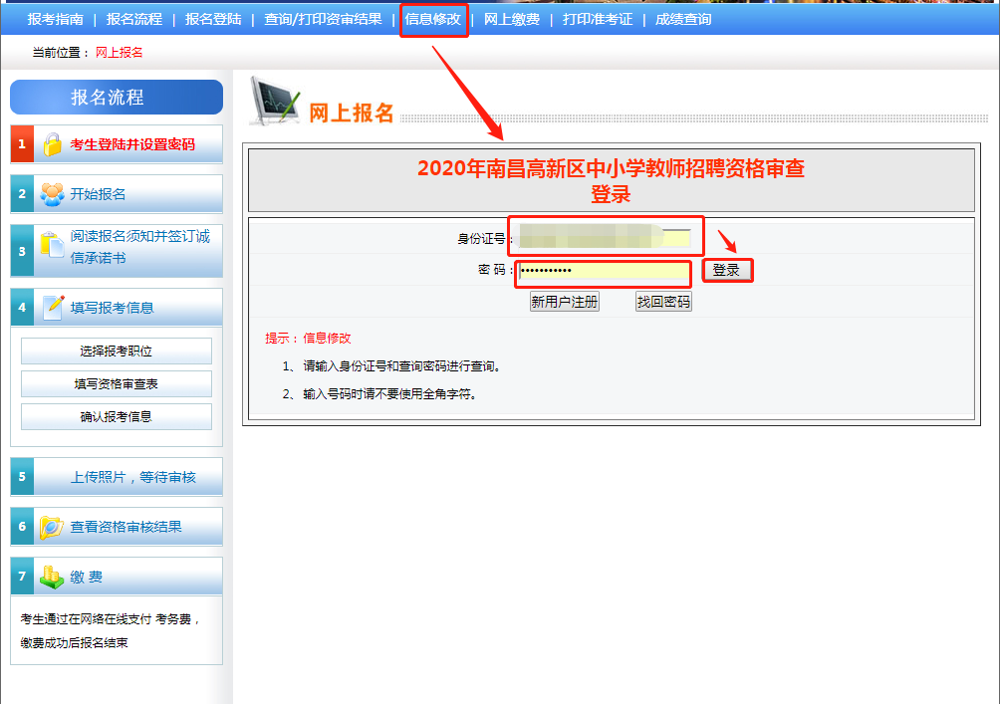 报考指南 | 报名流程 | 报名登陆 | 查询/打印资审结果 | 信息修改 | 网上缴费 | 打印准考证 | 成绩查询
当前位置： 网上报名
报名流程
1 考生登陆并设置密码
2 开始报名
3 阅读报名须知并签订诚
信承诺书
4 填写报考信息
选择报考职位
填写资格审查表
确认报考信息
5 上传照片，等待审核
6 查看资格审核结果
7 缴 费
考生通过在网络在线支付 考务费，
缴费成功后报名结束
网上报名
2020年南昌高新区中小学教师招聘资格审查
登录
身份证号：
密 码： •••••••••••
登录
新用户注册 找回密码
提示： 信息修改
1、 请输入身份证号和查询密码进行查询。
2、 输入号码时请不要使用全角字符。